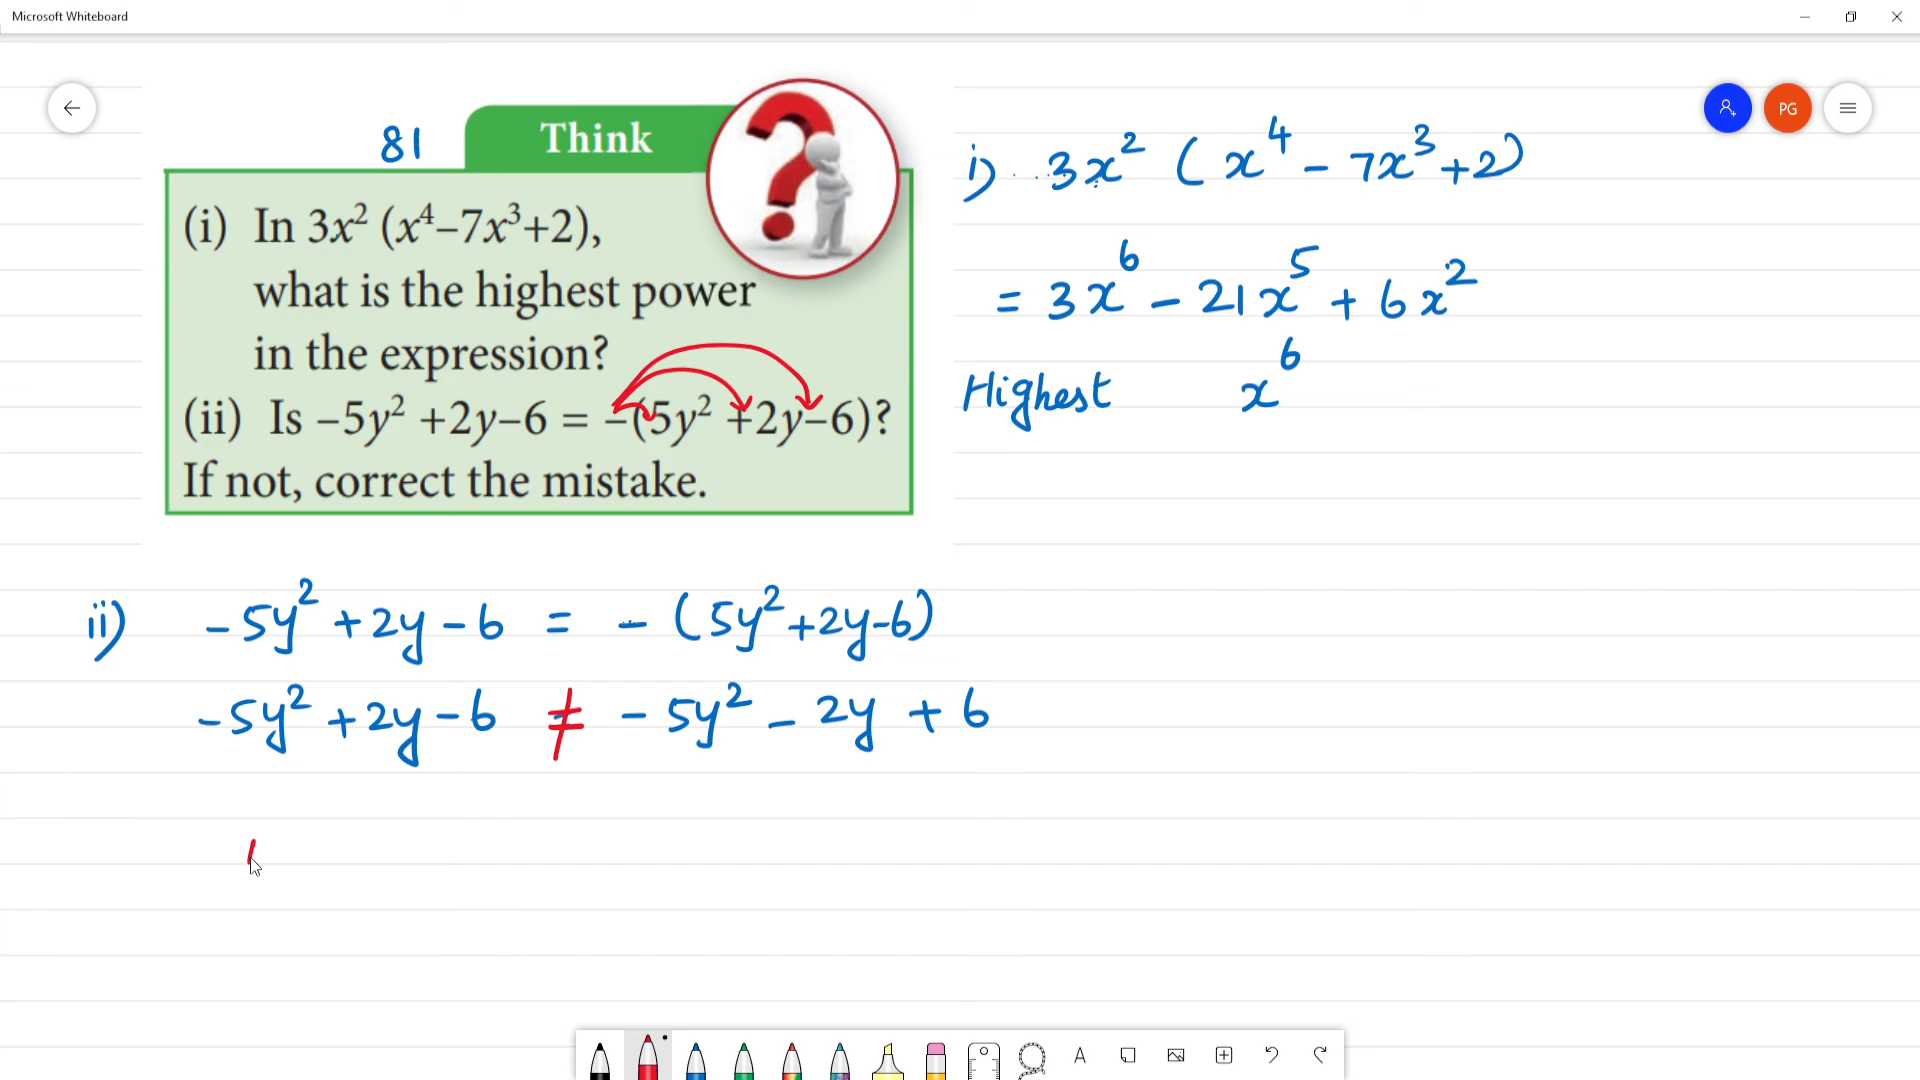 Microsoft Whiteboard
PG
81
Think
(i) In 3x² (x⁴–7x³+2),
what is the highest power
in the expression?
(ii) Is –5y² +2y–6 = –(5y² +2y–6)?
If not, correct the mistake.
i) 3x² (x⁴ - 7x³+2)
= 3x⁶ - 21x⁵ + 6x²
Highest x⁶
ii) -5y² +2y-6 = -(5y²+2y-6)
-5y² +2y-6 ≠ -5y² - 2y + 6
A